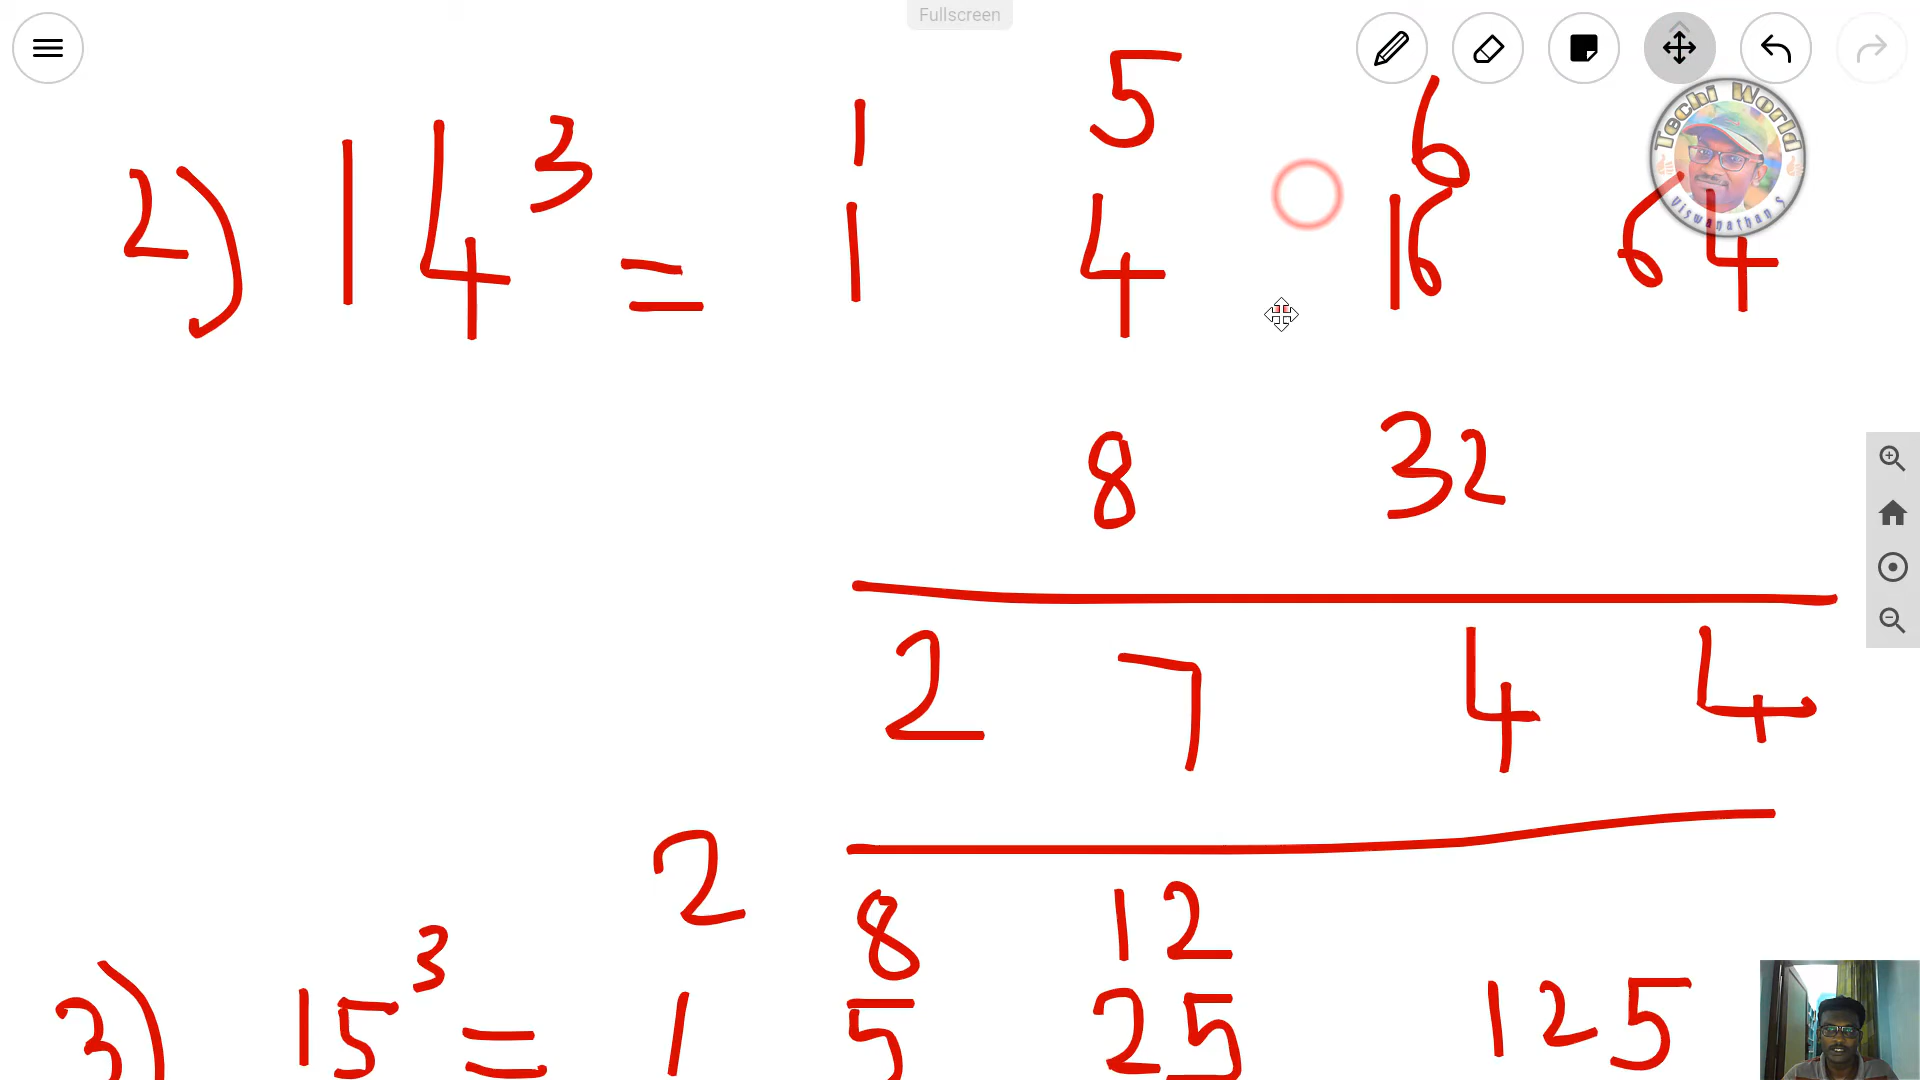 Fullscreen
1 5 6
2) 14³ = 1 4 16 64
8 32
2 7 4 4
2 8 12
3) 15³ = 1 5 25 125
Techi World
Viswanathan S